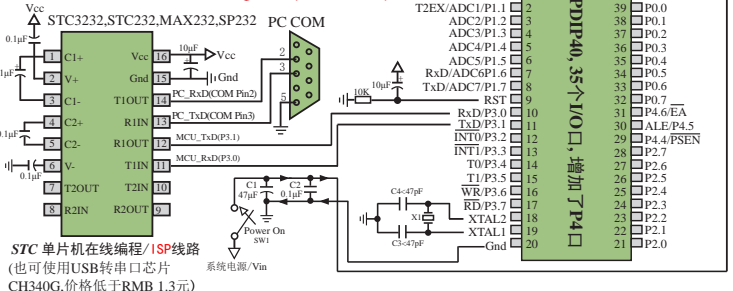 Vcc
STC3232,STC232,MAX232,SP232
PC COM
0.1μF
1 C1+
Vcc 16
10μF
Vcc
2 V+
Gnd 15
Gnd
3 C1-
T1OUT 14
PC_RxD(COM Pin2)
4 C2+
R1IN 13
PC_TxD(COM Pin3)
0.1μF
5 C2-
R1OUT 12
MCU_TxD(P3.1)
6 V-
T1IN 11
MCU_RxD(P3.0)
0.1μF
7 T2OUT
T2IN 10
8 R2IN
R2OUT 9
2
3
5
STC 单片机在线编程/ISP线路
(也可使用USB转串口芯片
CH340G,价格低于RMB 1.3元)
C1
47μF
C2
0.1μF
Power On
SW1
系统电源/Vin
10μF
10K
C4<47pF
X1
C3<47pF
T2EX/ADC1/P1.1 2
ADC2/P1.2 3
ADC3/P1.3 4
ADC4/P1.4 5
ADC5/P1.5 6
RxD/ADC6P1.6 7
TxD/ADC7/P1.7 8
RST 9
RxD/P3.0 10
TxD/P3.1 11
INT0/P3.2 12
INT1/P3.3 13
T0/P3.4 14
T1/P3.5 15
WR/P3.6 16
RD/P3.7 17
XTAL2 18
XTAL1 19
Gnd 20
PDIP40, 35个I/O口, 增加了P4口
39 P0.0
38 P0.1
37 P0.2
36 P0.3
35 P0.4
34 P0.5
33 P0.6
32 P0.7
31 P4.6/EA
30 ALE/P4.5
29 P4.4/PSEN
28 P2.7
27 P2.6
26 P2.5
25 P2.4
24 P2.3
23 P2.2
22 P2.1
21 P2.0